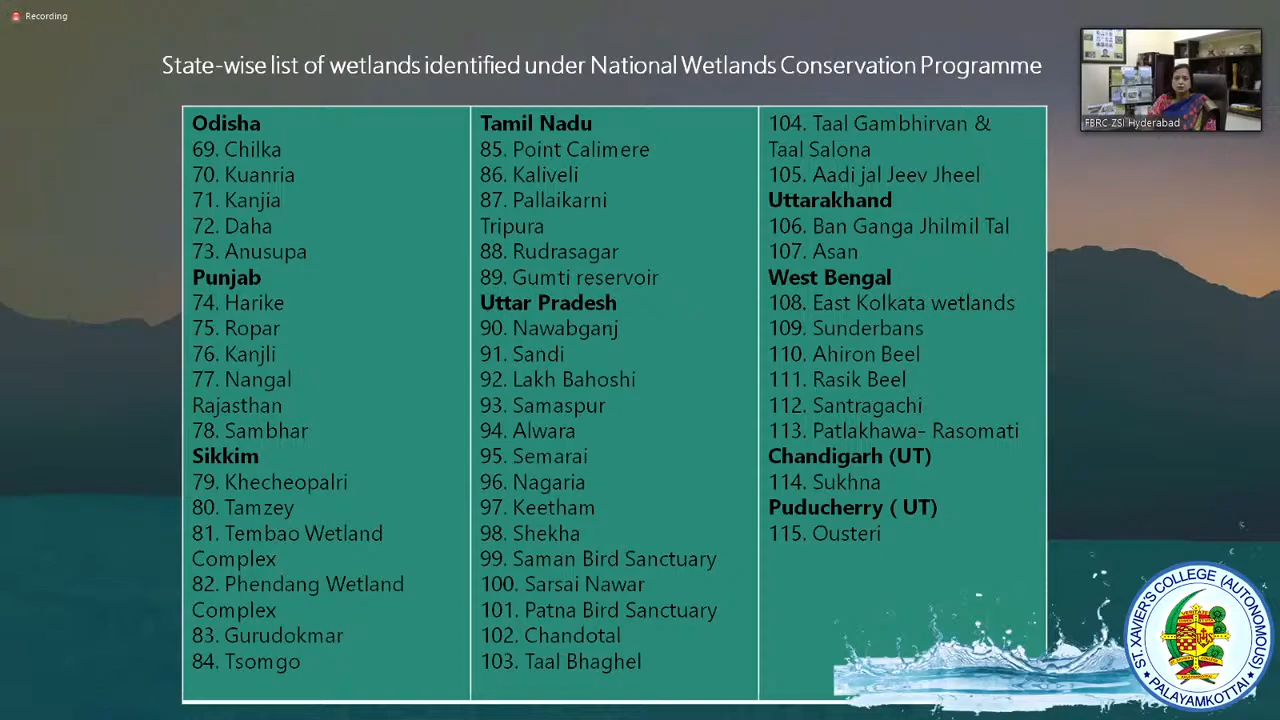 Recording
State-wise list of wetlands identified under National Wetlands Conservation Programme
FBRC ZSI Hyderabad
Odisha
69. Chilka
70. Kuanria
71. Kanjia
72. Daha
73. Anusupa
Punjab
74. Harike
75. Ropar
76. Kanjli
77. Nangal
Rajasthan
78. Sambhar
Sikkim
79. Khecheopalri
80. Tamzey
81. Tembao Wetland
Complex
82. Phendang Wetland
Complex
83. Gurudokmar
84. Tsomgo
Tamil Nadu
85. Point Calimere
86. Kaliveli
87. Pallaikarni
Tripura
88. Rudrasagar
89. Gumti reservoir
Uttar Pradesh
90. Nawabganj
91. Sandi
92. Lakh Bahoshi
93. Samaspur
94. Alwara
95. Semarai
96. Nagaria
97. Keetham
98. Shekha
99. Saman Bird Sanctuary
100. Sarsai Nawar
101. Patna Bird Sanctuary
102. Chandotal
103. Taal Bhaghel
104. Taal Gambhirvan &
Taal Salona
105. Aadi jal Jeev Jheel
Uttarakhand
106. Ban Ganga Jhilmil Tal
107. Asan
West Bengal
108. East Kolkata wetlands
109. Sunderbans
110. Ahiron Beel
111. Rasik Beel
112. Santragachi
113. Patlakhawa- Rasomati
Chandigarh (UT)
114. Sukhna
Puducherry ( UT)
115. Ousteri
ST. XAVIER'S COLLEGE (AUTONOMOUS)
PALAYAMKOTTAI